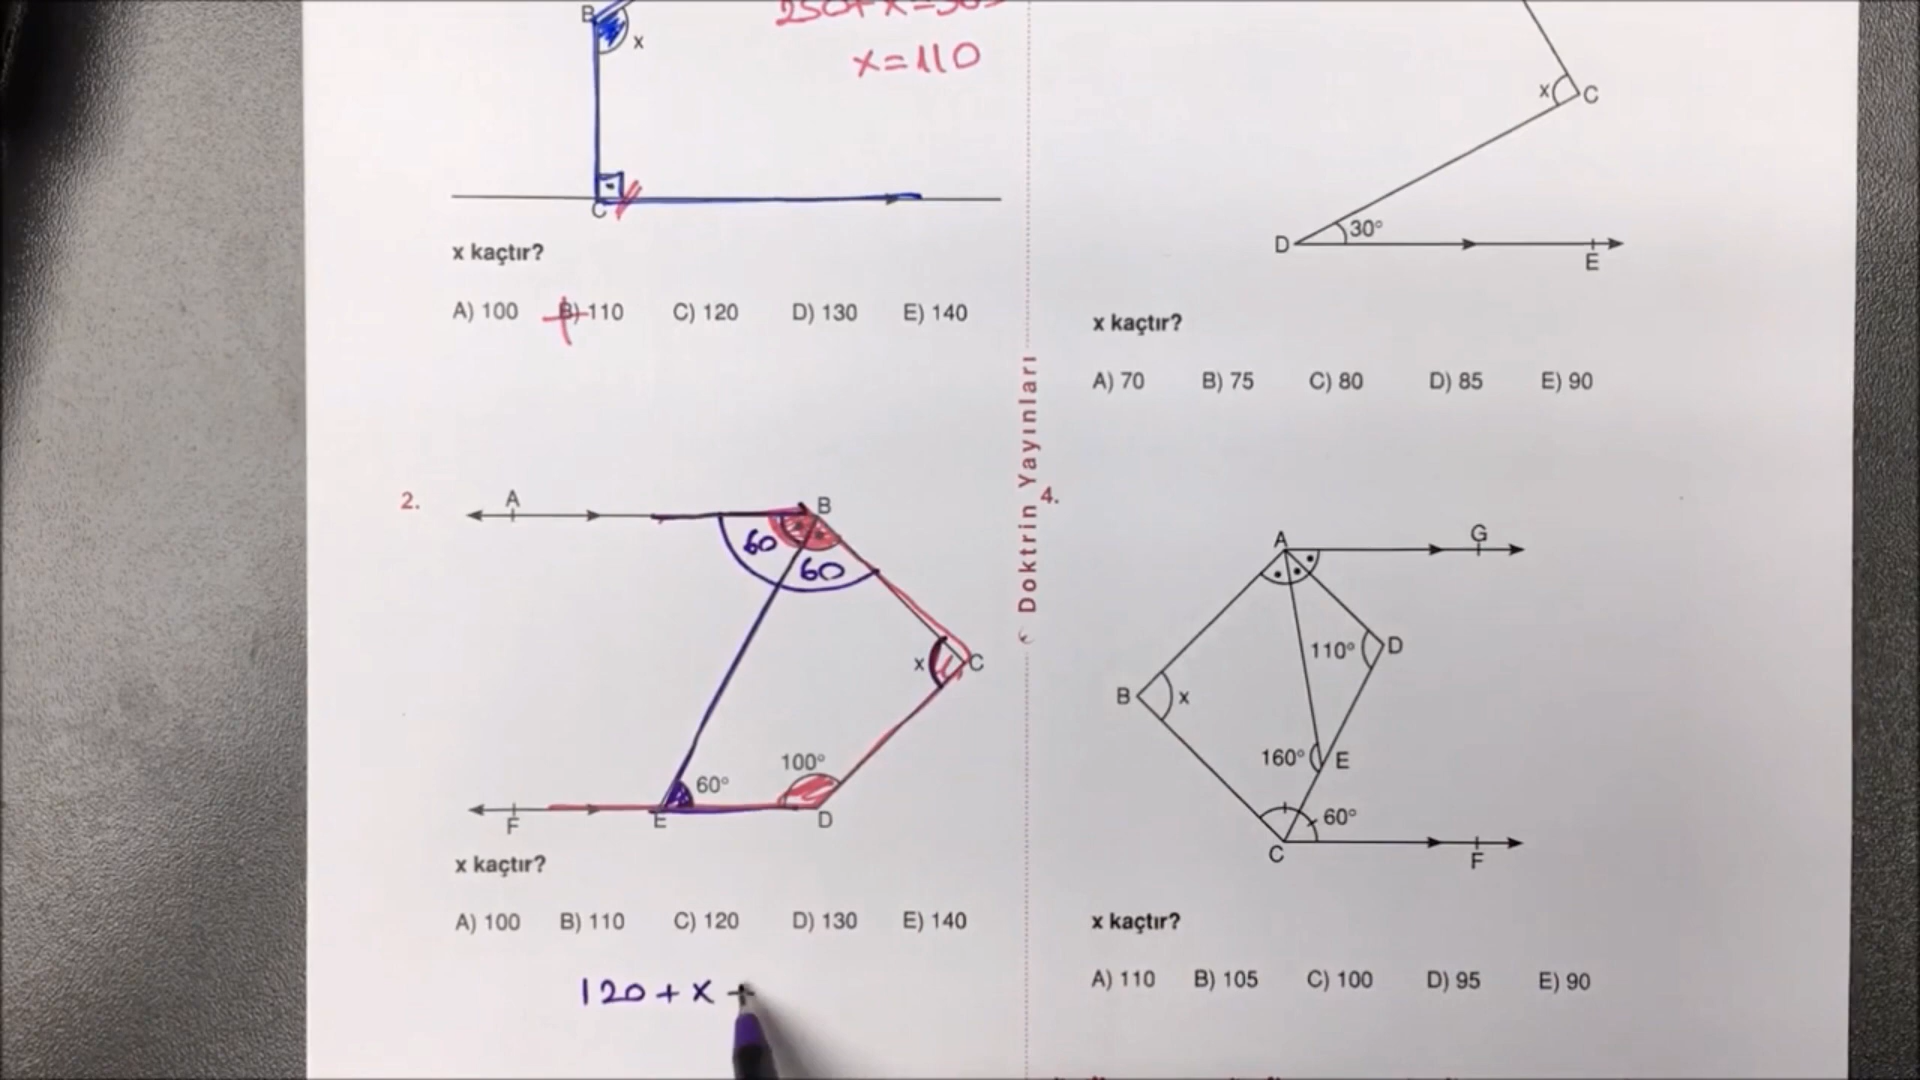 250+x=
x=110
B
x
C
x kaçtır?
A) 100 B) 110 C) 120 D) 130 E) 140
2.
A
B
60
60
x
C
100°
60°
F
E
D
x kaçtır?
A) 100 B) 110 C) 120 D) 130 E) 140
120+x+
Doktrin Yayınları
x
C
D
30°
E
x kaçtır?
A) 70 B) 75 C) 80 D) 85 E) 90
4.
A
G
110°
D
B
x
160°
E
60°
C
F
x kaçtır?
A) 110 B) 105 C) 100 D) 95 E) 90